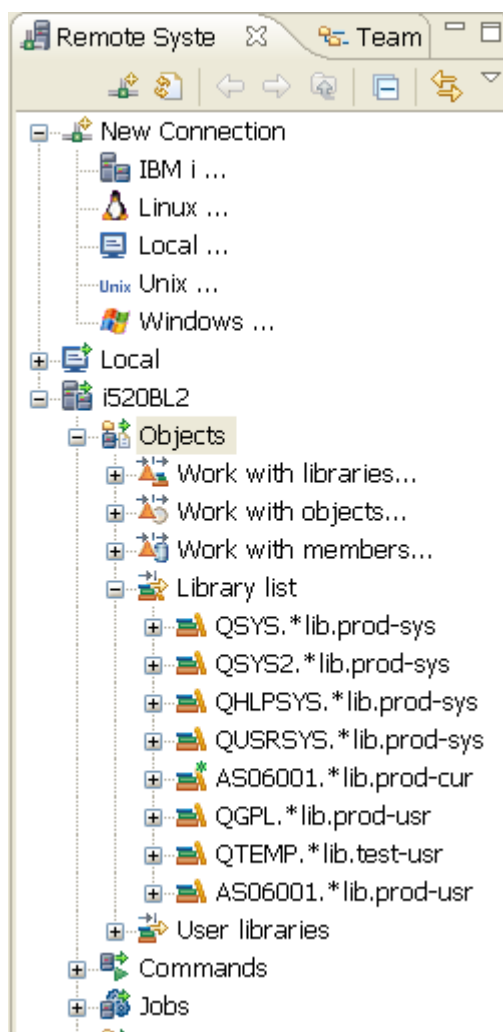 Remote Syste
Team
New Connection
IBM i ...
Linux ...
Local ...
Unix Unix ...
Windows ...
Local
i520BL2
Objects
Work with libraries...
Work with objects...
Work with members...
Library list
QSYS.*lib.prod-sys
QSYS2.*lib.prod-sys
QHLPSYS.*lib.prod-sys
QUSRSYS.*lib.prod-sys
AS06001.*lib.prod-cur
QGPL.*lib.prod-usr
QTEMP.*lib.test-usr
AS06001.*lib.prod-usr
User libraries
Commands
Jobs